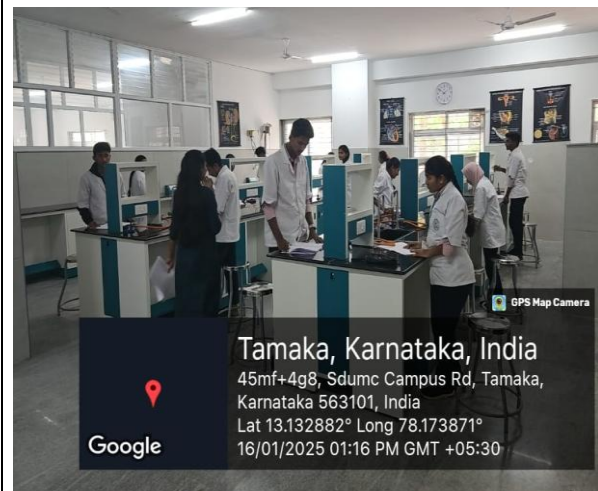 GPS Map Camera
Tamaka, Karnataka, India
45mf+4g8, Sdumc Campus Rd, Tamaka,
Karnataka 563101, India
Lat 13.132882° Long 78.173871°
16/01/2025 01:16 PM GMT +05:30
Google